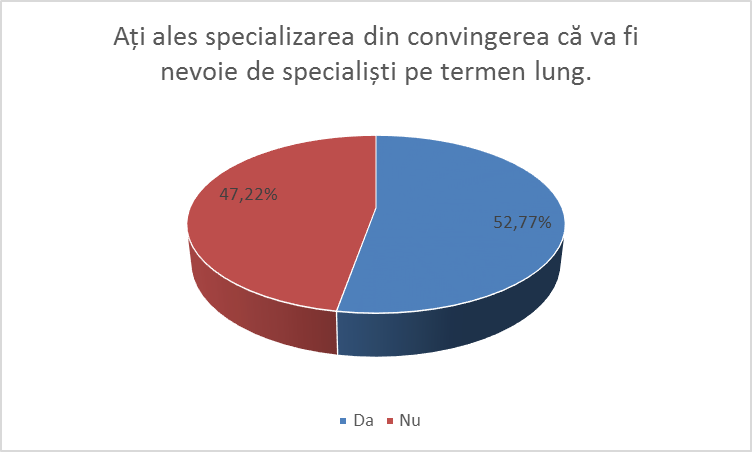 Ați ales specializarea din convingerea că va fi
nevoie de specialiști pe termen lung.
47,22%
52,77%
Da Nu